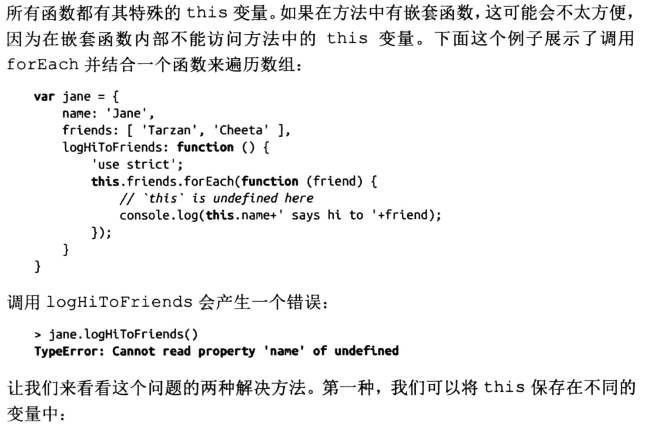 所有函数都有其特殊的 this 变量。如果在方法中有嵌套函数，这可能会不太方便，
因为在嵌套函数内部不能访问方法中的 this 变量。下面这个例子展示了调用
forEach 并结合一个函数来遍历数组：
var jane = {
    name: 'Jane',
    friends: [ 'Tarzan', 'Cheeta' ],
    logHiToFriends: function () {
        'use strict';
        this.friends.forEach(function (friend) {
            // `this` is undefined here
            console.log(this.name+' says hi to '+friend);
        });
    }
}
调用 logHiToFriends 会产生一个错误：
> jane.logHiToFriends()
TypeError: Cannot read property 'name' of undefined
让我们来看看这个问题的两种解决方法。第一种，我们可以将 this 保存在不同的
变量中：